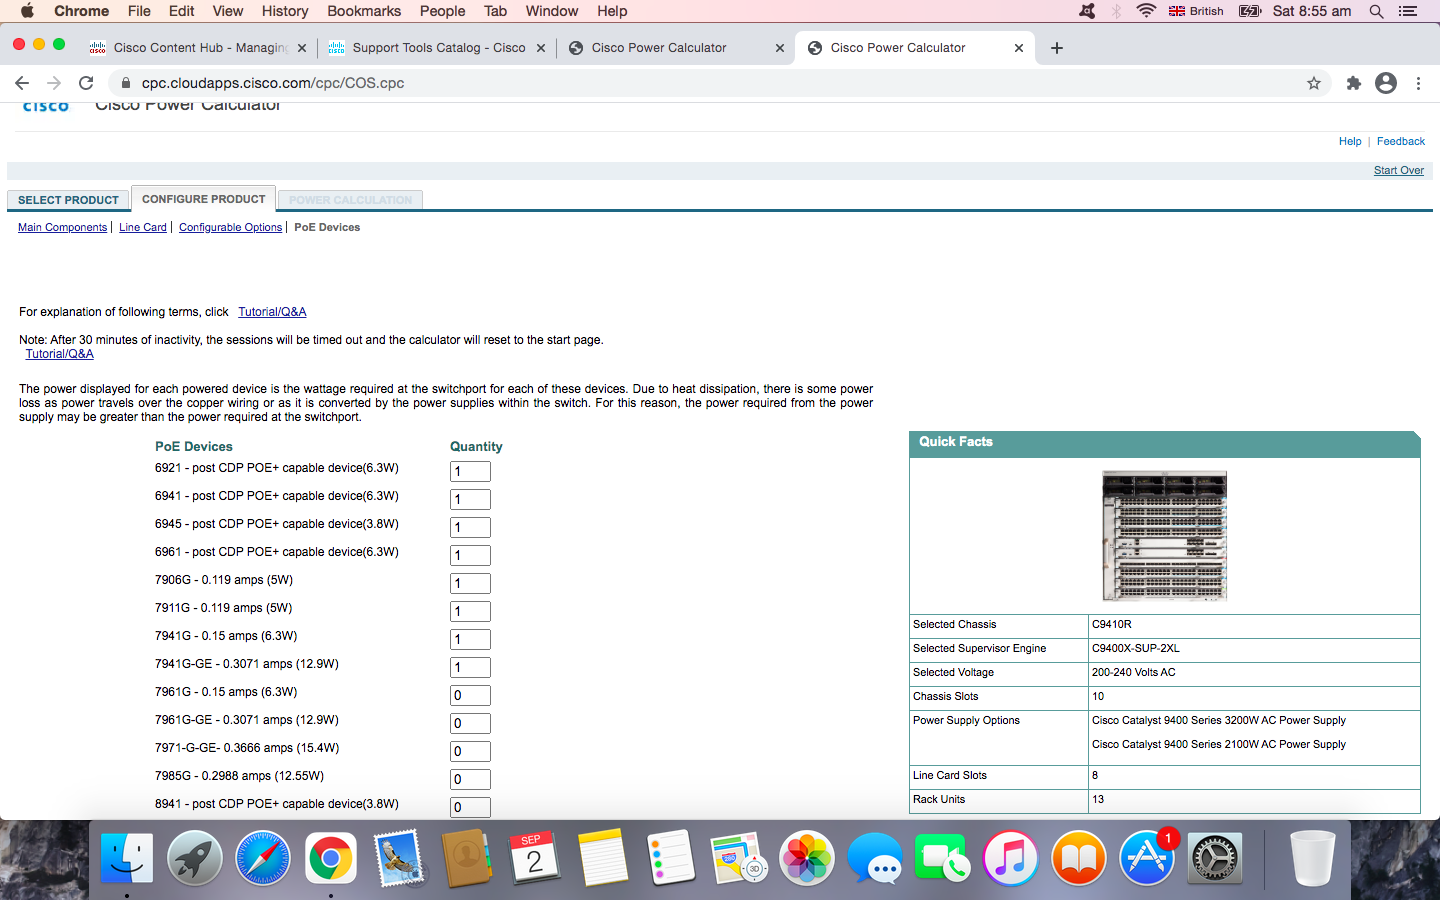 Chrome File Edit View History Bookmarks People Tab Window Help British Sat 8:55 am
Cisco Content Hub - Managing Support Tools Catalog - Cisco Cisco Power Calculator Cisco Power Calculator
cpc.cloudapps.cisco.com/cpc/COS.cpc
cisco Cisco Power Calculator
Help | Feedback
Start Over
SELECT PRODUCT CONFIGURE PRODUCT POWER CALCULATION
Main Components | Line Card | Configurable Options | PoE Devices
For explanation of following terms, click Tutorial/Q&A
Note: After 30 minutes of inactivity, the sessions will be timed out and the calculator will reset to the start page.
Tutorial/Q&A
The power displayed for each powered device is the wattage required at the switchport for each of these devices. Due to heat dissipation, there is some power
loss as power travels over the copper wiring or as it is converted by the power supplies within the switch. For this reason, the power required from the power
supply may be greater than the power required at the switchport.
PoE Devices Quantity
6921 - post CDP POE+ capable device(6.3W) 1
6941 - post CDP POE+ capable device(6.3W) 1
6945 - post CDP POE+ capable device(3.8W) 1
6961 - post CDP POE+ capable device(6.3W) 1
7906G - 0.119 amps (5W) 1
7911G - 0.119 amps (5W) 1
7941G - 0.15 amps (6.3W) 1
7941G-GE - 0.3071 amps (12.9W) 1
7961G - 0.15 amps (6.3W) 0
7961G-GE - 0.3071 amps (12.9W) 0
7971-G-GE- 0.3666 amps (15.4W) 0
7985G - 0.2988 amps (12.55W) 0
8941 - post CDP POE+ capable device(3.8W) 0
Quick Facts
Selected Chassis C9410R
Selected Supervisor Engine C9400X-SUP-2XL
Selected Voltage 200-240 Volts AC
Chassis Slots 10
Power Supply Options Cisco Catalyst 9400 Series 3200W AC Power Supply
Cisco Catalyst 9400 Series 2100W AC Power Supply
Line Card Slots 8
Rack Units 13
SEP
2
280
3D
1